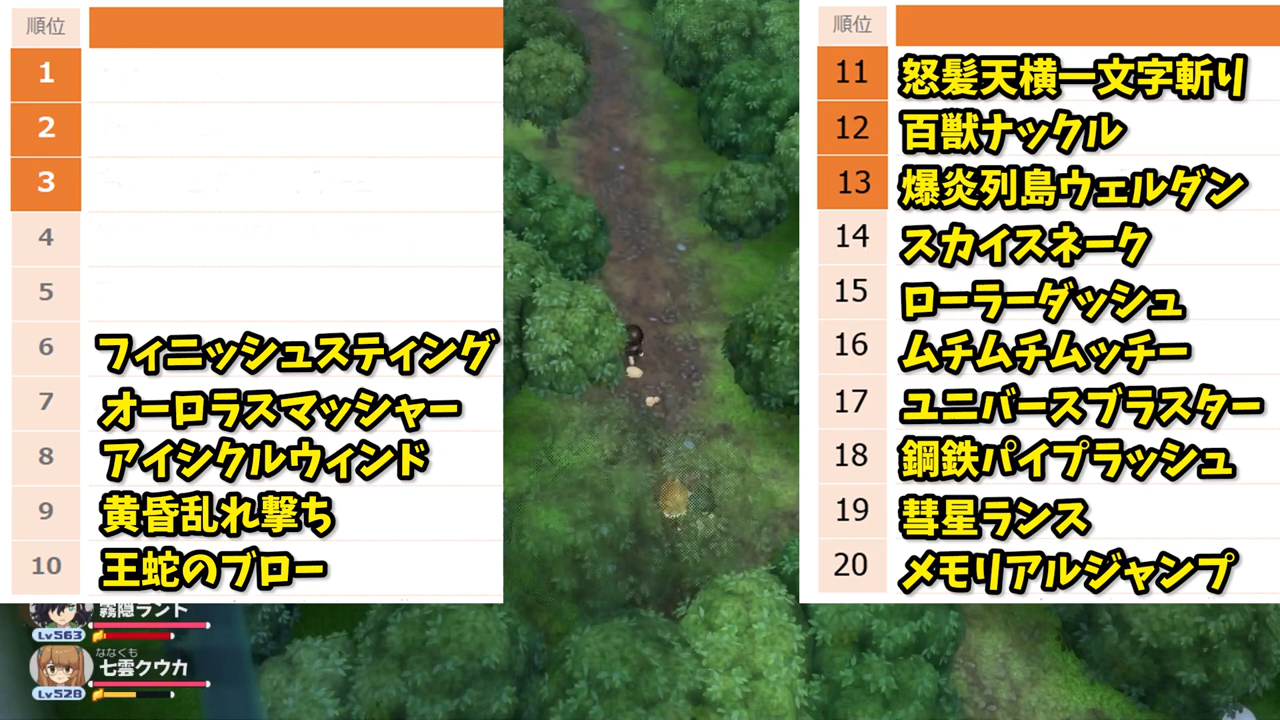 順位
1
2
3
4
5
6 フィニッシュスティング
7 オーロラスマッシャー
8 アイシクルウィンド
9 黄昏乱れ撃ち
10 王蛇のブロー
順位
11 怒髪天横一文字斬り
12 百獣ナックル
13 爆炎列島ウェルダン
14 スカイスネーク
15 ローラーダッシュ
16 ムチムチムッチー
17 ユニバースブラスター
18 鋼鉄パイプラッシュ
19 彗星ランス
20 メモリアルジャンプ
霧隠ラント
Lv563
ななくも
七雲クウカ
Lv528